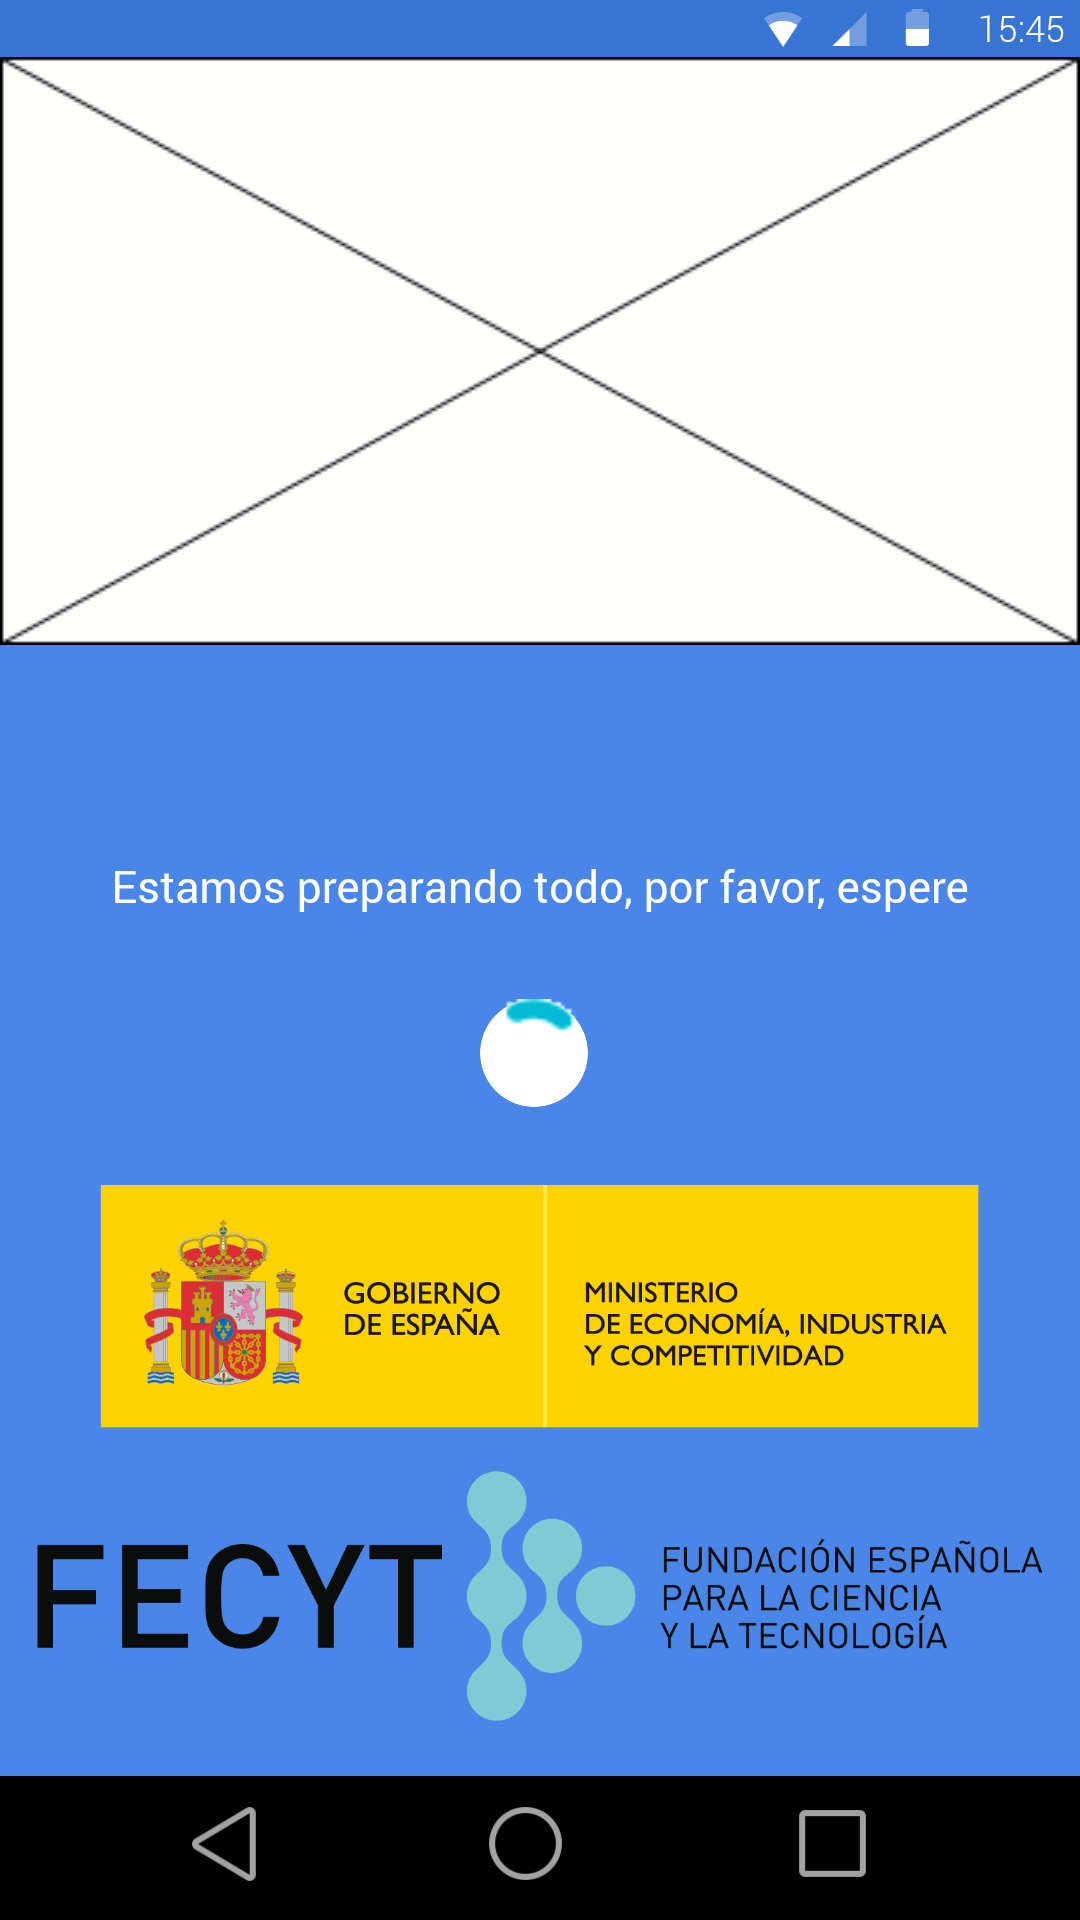 15:45
Estamos preparando todo, por favor, espere
GOBIERNO
DE ESPAÑA
MINISTERIO
DE ECONOMÍA, INDUSTRIA
Y COMPETITIVIDAD
FECYT
FUNDACIÓN ESPAÑOLA
PARA LA CIENCIA
Y LA TECNOLOGÍA